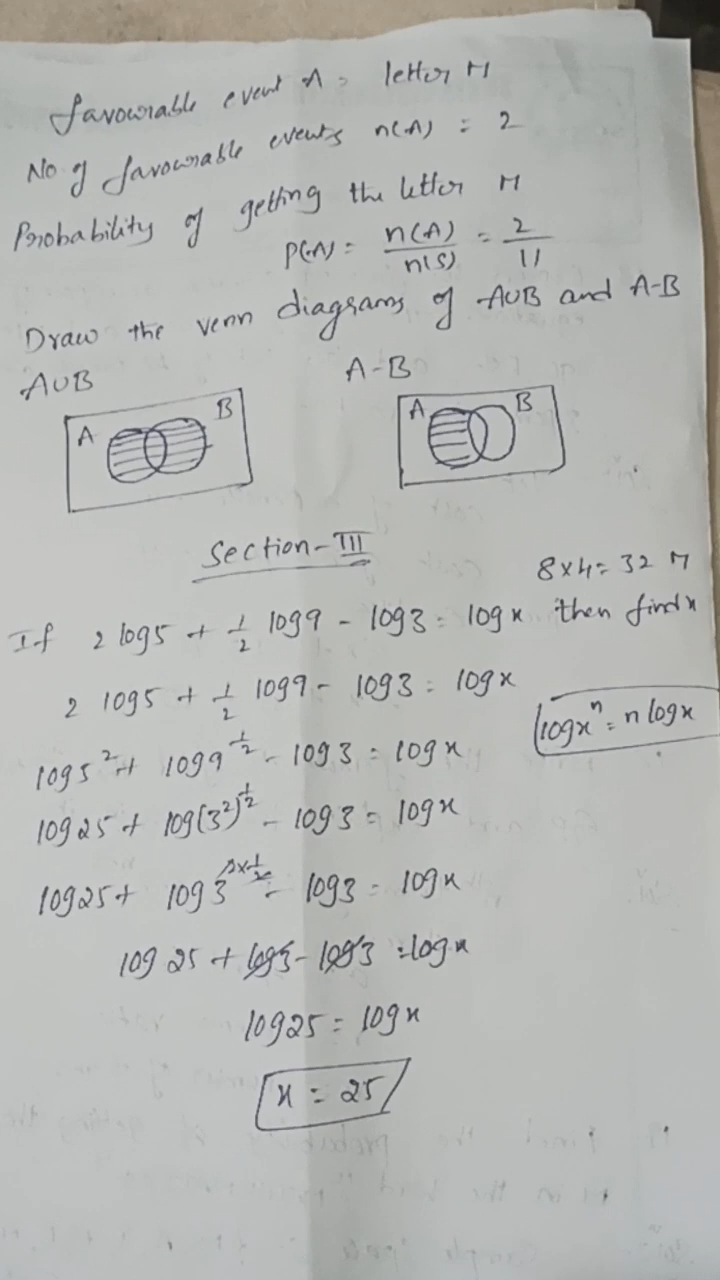 favourable event A = letter M
No of favourable events n(A) = 2
Probability of getting the letter M
P(A) = n(A)/n(S) = 2/11
Draw the venn diagrams of A∪B and A-B
A∪B A-B
A B A B
Section-III
8×4=32 M
If 2 log5 + 1/2 log9 - log3 = log x then find x
2 log5 + 1/2 log9 - log3 = log x
log x^n = n log x
log5^2 + log9^1/2 - log3 = log x
log25 + log(3^2)^1/2 - log3 = log x
log25 + log3^2×1/2 - log3 = log x
log 25 + log3 - log3 = log x
log25 = log x
x = 25